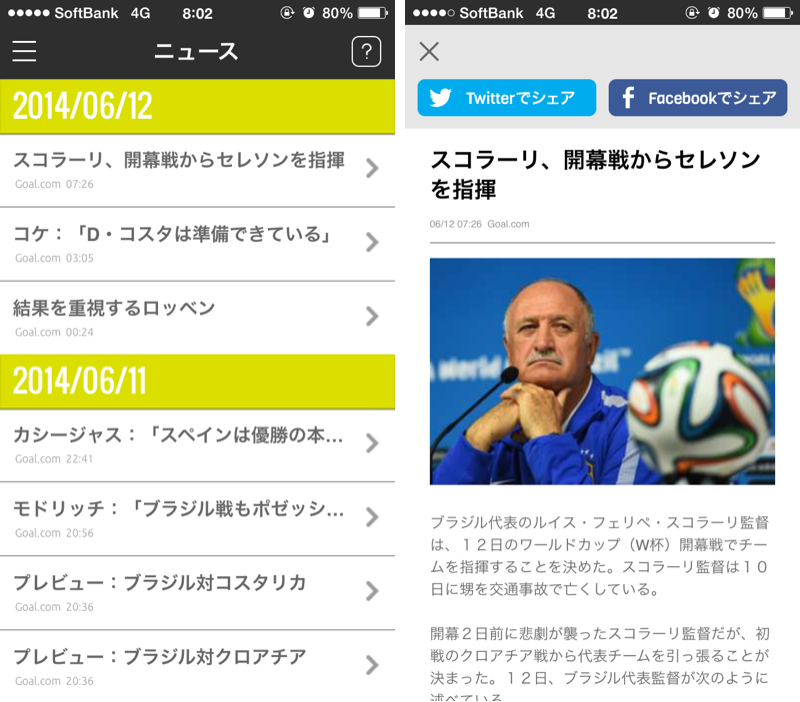 SoftBank 4G 8:02 80%
ニュース
?
2014/06/12
スコラーリ、開幕戦からセレソンを指揮
Goal.com 07:26
コケ：「D・コスタは準備できている」
Goal.com 03:05
結果を重視するロッベン
Goal.com 00:24
2014/06/11
カシージャス：「スペインは優勝の本...
Goal.com 22:41
モドリッチ：「ブラジル戦もポゼッシ...
Goal.com 20:56
プレビュー：ブラジル対コスタリカ
Goal.com 20:36
プレビュー：ブラジル対クロアチア
Goal.com 20:36
SoftBank 4G 8:02 80%
Twitterでシェア
Facebookでシェア
スコラーリ、開幕戦からセレソン
を指揮
06/12 07:26 Goal.com
ブラジル代表のルイス・フェリペ・スコラーリ監督
は、１２日のワールドカップ（W杯）開幕戦でチー
ムを指揮することを決めた。スコラーリ監督は１０
日に甥を交通事故で亡くしている。
開幕２日前に悲劇が襲ったスコラーリ監督だが、初
戦のクロアチア戦から代表チームを引っ張ることが
決まった。１２日、ブラジル代表監督が次のように
述べている。